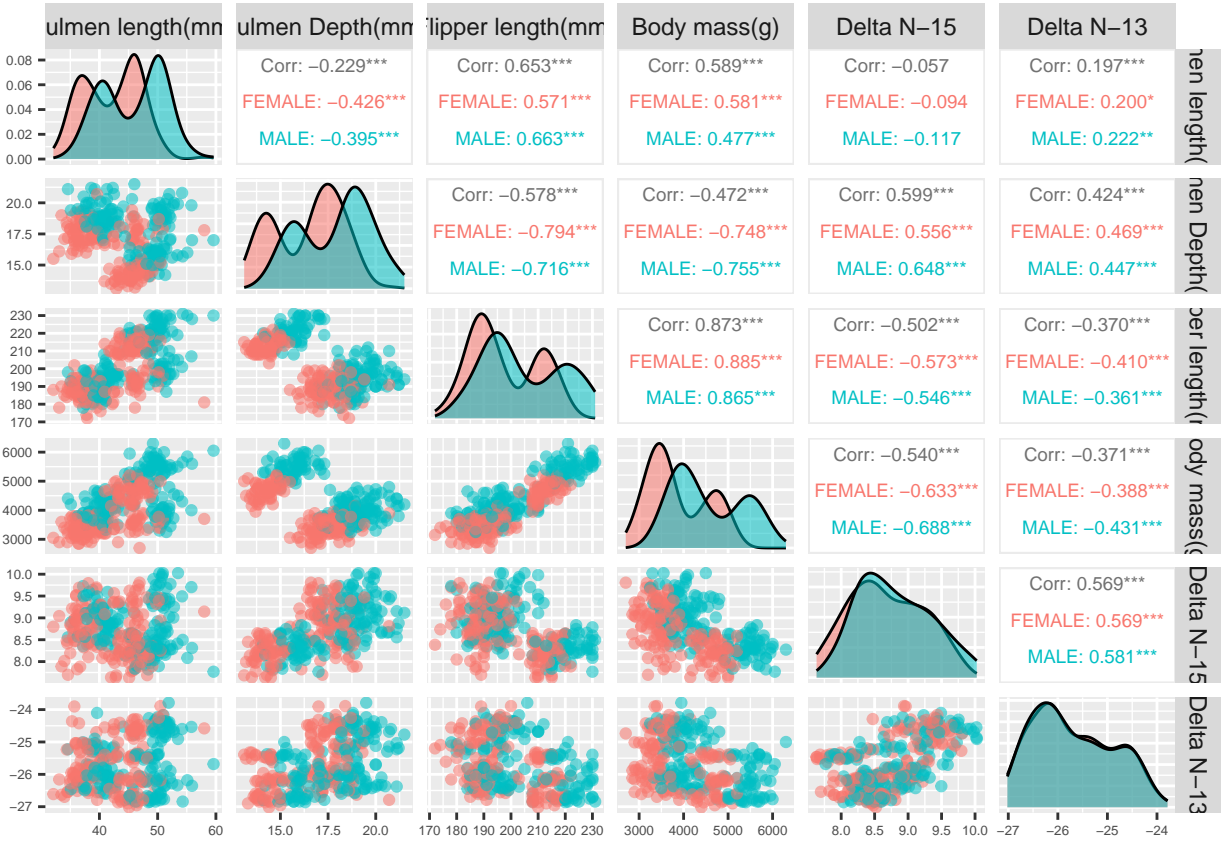 ulmen length(mm
ulmen Depth(mm
lipper length(mm
Body mass(g)
Delta N−15
Delta N−13
0.08
0.06
0.04
0.02
0.00
Corr: −0.229***
FEMALE: −0.426***
MALE: −0.395***
Corr: 0.653***
FEMALE: 0.571***
MALE: 0.663***
Corr: 0.589***
FEMALE: 0.581***
MALE: 0.477***
Corr: −0.057
FEMALE: −0.094
MALE: −0.117
Corr: 0.197***
FEMALE: 0.200*
MALE: 0.222**
nen length(
20.0
17.5
15.0
Corr: −0.578***
FEMALE: −0.794***
MALE: −0.716***
Corr: −0.472***
FEMALE: −0.748***
MALE: −0.755***
Corr: 0.599***
FEMALE: 0.556***
MALE: 0.648***
Corr: 0.424***
FEMALE: 0.469***
MALE: 0.447***
nen Depth(
230
220
210
200
190
180
170
Corr: 0.873***
FEMALE: 0.885***
MALE: 0.865***
Corr: −0.502***
FEMALE: −0.573***
MALE: −0.546***
Corr: −0.370***
FEMALE: −0.410***
MALE: −0.361***
per length(r
6000
5000
4000
3000
Corr: −0.540***
FEMALE: −0.633***
MALE: −0.688***
Corr: −0.371***
FEMALE: −0.388***
MALE: −0.431***
ody mass(g
10.0
9.5
9.0
8.5
8.0
Corr: 0.569***
FEMALE: 0.569***
MALE: 0.581***
Delta N−15
−24
−25
−26
−27
Delta N−13
40 50 60
15.0 17.5 20.0
170 180 190 200 210 220 230
3000 4000 5000 6000
8.0 8.5 9.0 9.5 10.0
−27 −26 −25 −24